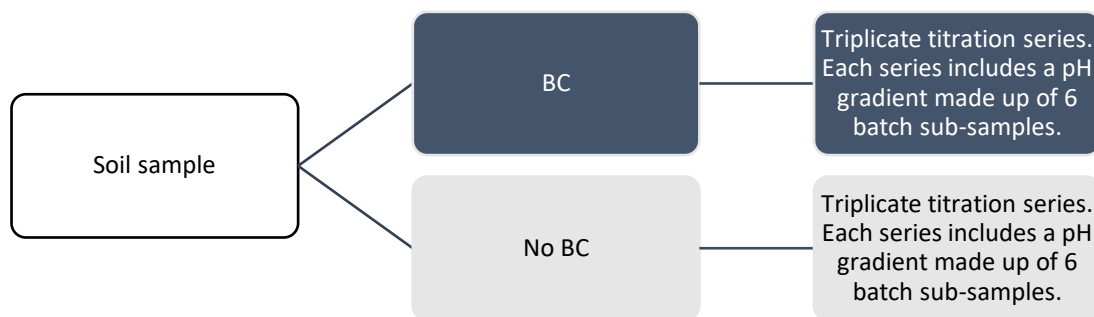 Soil sample
BC
Triplicate titration series.
Each series includes a pH
gradient made up of 6
batch sub-samples.
No BC
Triplicate titration series.
Each series includes a pH
gradient made up of 6
batch sub-samples.